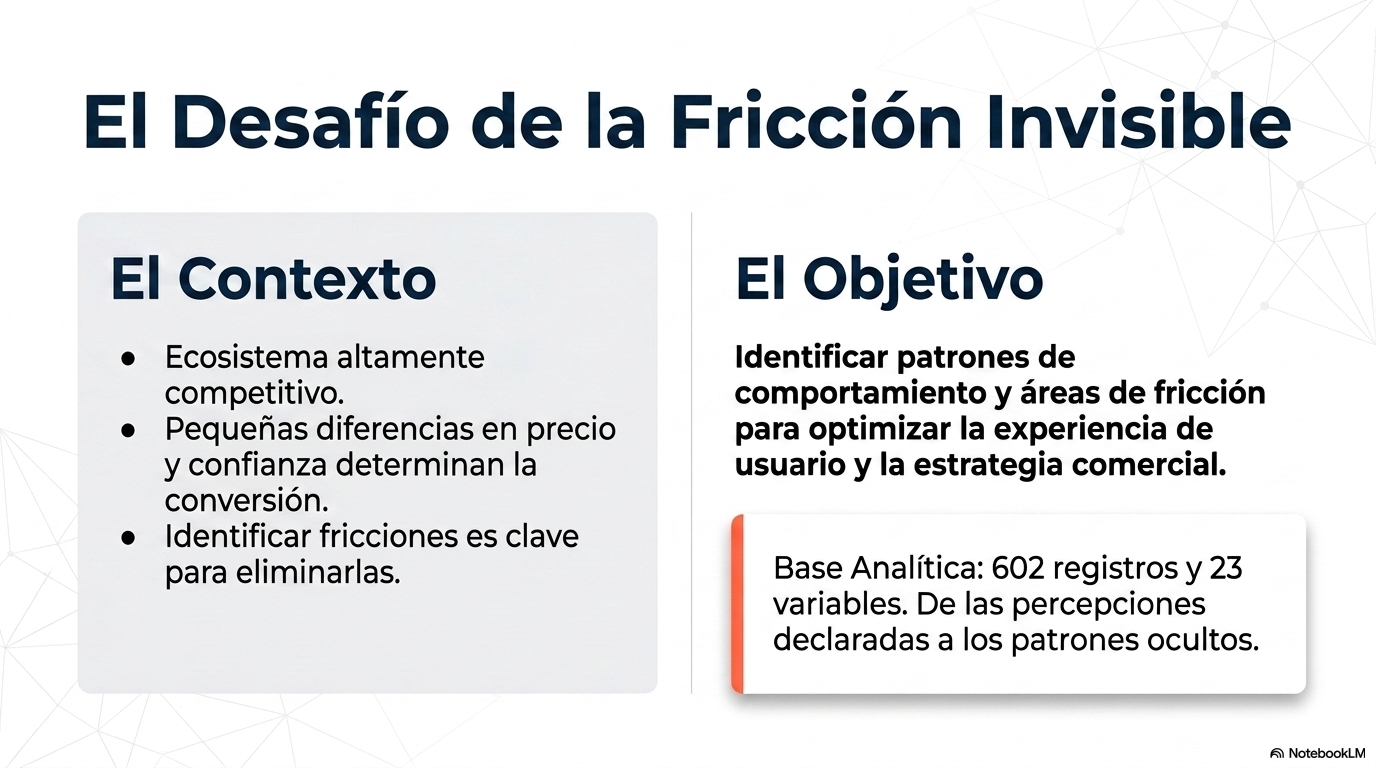 El Desafío de la Fricción Invisible
El Contexto
● Ecosistema altamente
competitivo.
● Pequeñas diferencias en precio
y confianza determinan la
conversión.
● Identificar fricciones es clave
para eliminarlas.
El Objetivo
Identificar patrones de
comportamiento y áreas de fricción
para optimizar la experiencia de
usuario y la estrategia comercial.
Base Analítica: 602 registros y 23
variables. De las percepciones
declaradas a los patrones ocultos.
NotebookLM